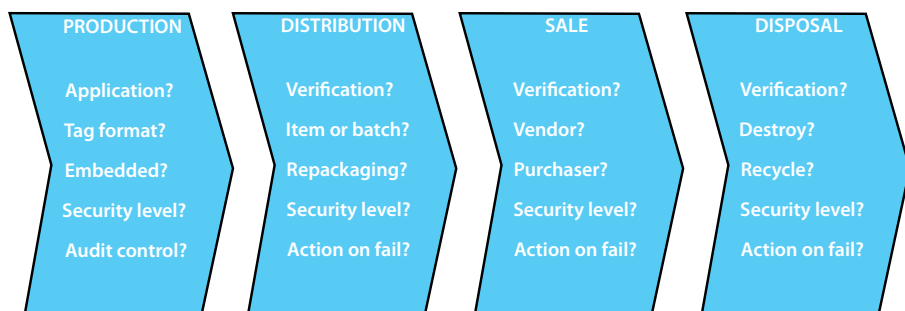 PRODUCTION
Application?
Tag format?
Embedded?
Security level?
Audit control?
DISTRIBUTION
Verification?
Item or batch?
Repackaging?
Security level?
Action on fail?
SALE
Verification?
Vendor?
Purchaser?
Security level?
Action on fail?
DISPOSAL
Verification?
Destroy?
Recycle?
Security level?
Action on fail?